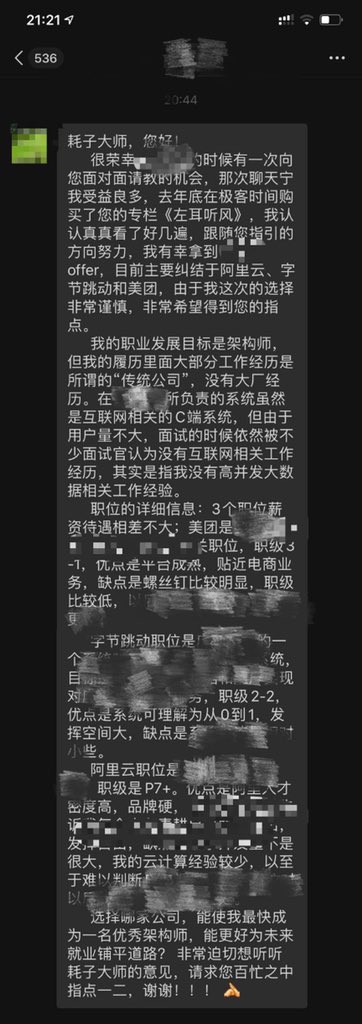 21:21
536
20:44
耗子大师，您好！
很荣幸 的时候有一次向
您面对面请教的机会，那次聊天宁
我受益良多，去年底在极客时间购
买了您的专栏《左耳听风》，我认
认真真看了好几遍，跟随您指引的
方向努力，我有幸拿到
offer，目前主要纠结于阿里云、字
节跳动和美团，由于我这次的选择
非常谨慎，非常希望得到您的指
点。
我的职业发展目标是架构师，
但我的履历里面大部分工作经历是
所谓的“传统公司”，没有大厂经
历。在 所负责的系统虽然
是互联网相关的C端系统，但由于
用户量不大，面试的时候依然被不
少面试官认为没有互联网相关工作
经历，其实是指我没有高并发大数
据相关工作经验。
职位的详细信息：3个职位薪
资待遇相差不大；美团是
关职位，职级3
-1，优点是平台成熟，贴近电商业
务，缺点是螺丝钉比较明显，职级
比较低，
字节跳动职位是 的一
个 统，
目标 现
对 务，职级2-2，
优点是系统可理解为从0到1，发
挥空间大，缺点是 时
小些。
阿里云职位是
职级是P7+。优点是阿里人才
密度高，品牌硬，
不是
很大，我的云计算经验较少，以至
于难以判断
以
选择哪家公司，能使我最快成
为一名优秀架构师，能更好为未来
就业铺平道路？非常迫切想听听
耗子大师的意见，请求您百忙之中
指点一二，谢谢！！！